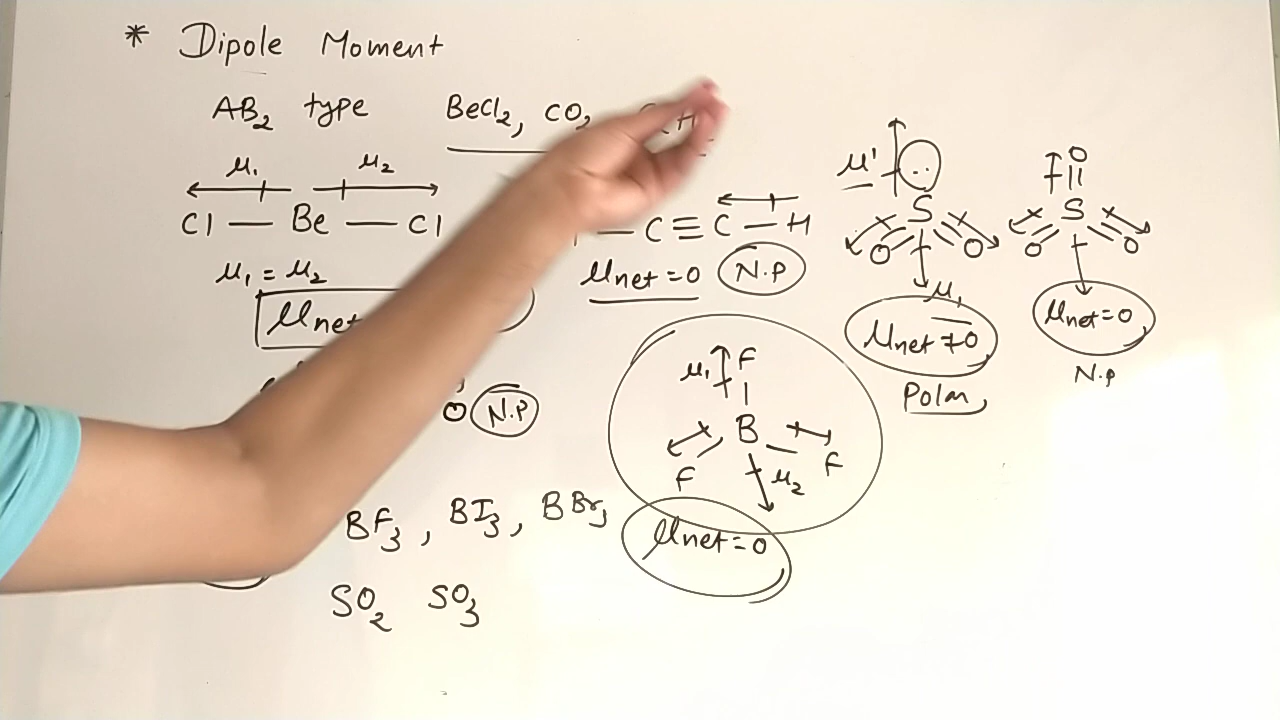 * Dipole Moment
AB₂ type BeCl₂, CO₂
μ₁ μ₂
Cl — Be — Cl
μ₁ = μ₂
μnet
O N.P
— C ≡ C — H
μnet = 0 N.P
μ' ..
S
O O
μ₁
μnet ≠ 0
Polar
O
S
O O
μnet = 0
N.P
μ₁ F
B
F F
μ₂
μnet = 0
BF₃, BI₃, BBr₃
SO₂ SO₃